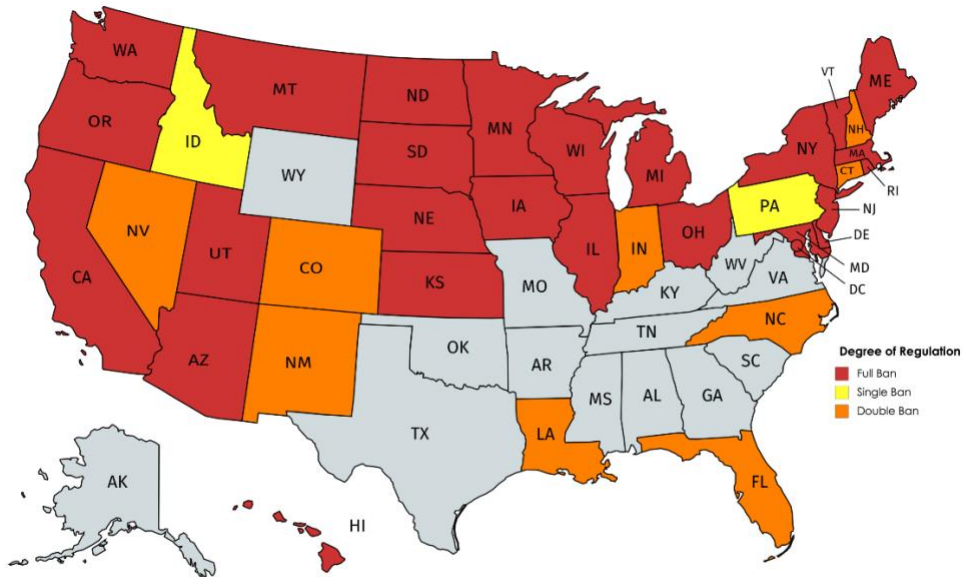 WA
MT
ND
MN
VT
ME
OR
ID
SD
WI
MI
NY
NH
MA
CT
RI
WY
NE
IA
PA
NJ
NV
UT
CO
IL
IN
OH
DE
MD
DC
CA
KS
MO
KY
WV
VA
AZ
NM
OK
AR
TN
NC
SC
MS
AL
GA
TX
LA
FL
AK
HI
Degree of Regulation
Full Ban
Single Ban
Double Ban